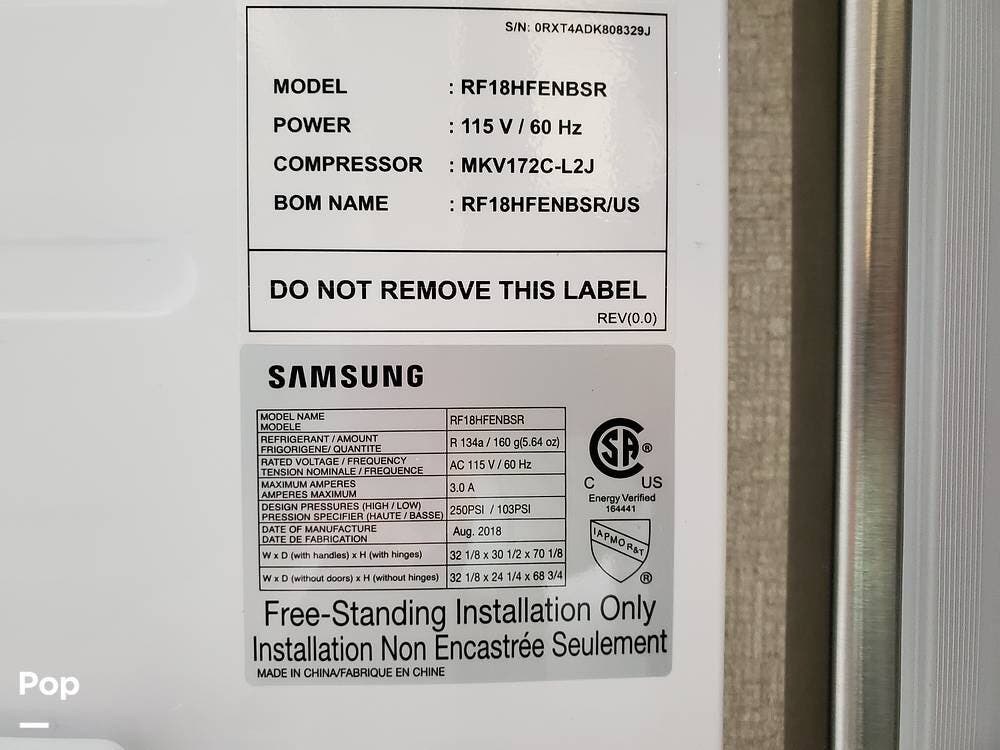 S/N: 0RXT4ADK808329J
MODEL : RF18HFENBSR
POWER : 115 V / 60 Hz
COMPRESSOR : MKV172C-L2J
BOM NAME : RF18HFENBSR/US
DO NOT REMOVE THIS LABEL
REV(0.0)
SAMSUNG
MODEL NAME
MODELE
RF18HFENBSR
REFRIGERANT / AMOUNT
FRIGORIGENE/ QUANTITE
R 134a / 160 g(5.64 oz)
RATED VOLTAGE / FREQUENCY
TENSION NOMINALE / FREQUENCE
AC 115 V / 60 Hz
MAXIMUM AMPERES
AMPERES MAXIMUM
3.0 A
DESIGN PRESSURES (HIGH / LOW)
PRESSION SPECIFIER (HAUTE / BASSE)
250PSI / 103PSI
DATE OF MANUFACTURE
DATE DE FABRICATION
Aug. 2018
W x D (with handles) x H (with hinges) 32 1/8 x 30 1/2 x 70 1/8
W x D (without doors) x H (without hinges) 32 1/8 x 24 1/4 x 68 3/4
SA ®
C US
Energy Verified
164441
IAPMO R&T
®
Free-Standing Installation Only
Installation Non Encastrée Seulement
MADE IN CHINA/FABRIQUE EN CHINE
Pop